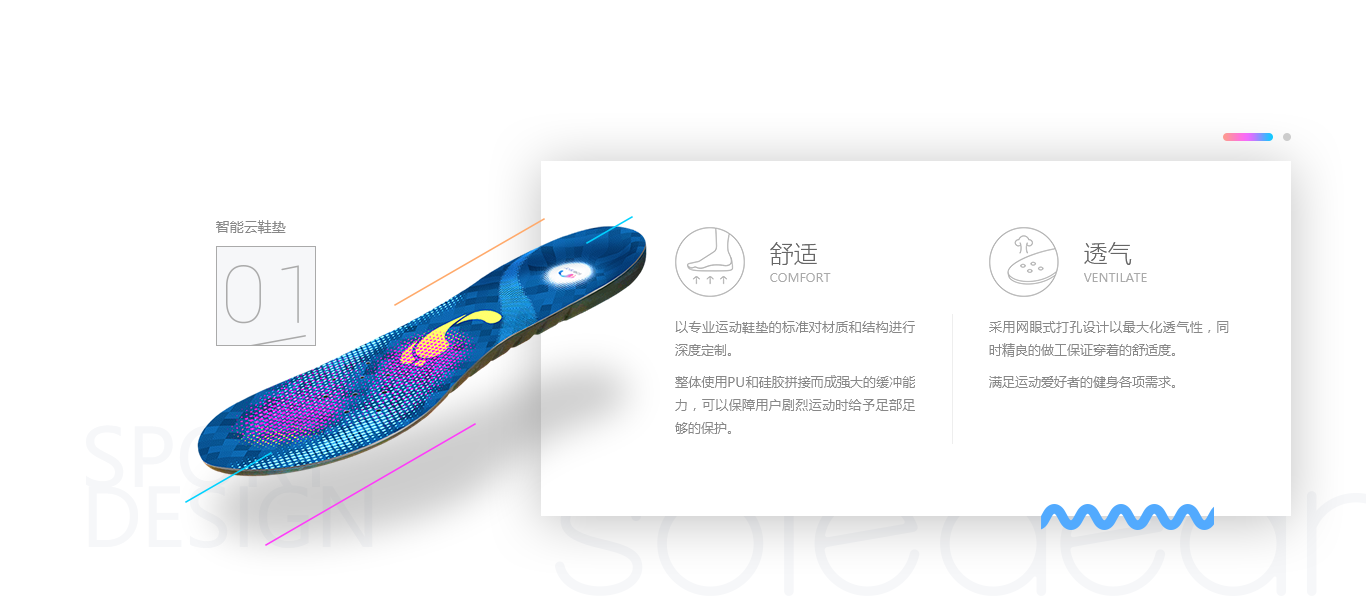 智能云鞋垫
01
舒适
COMFORT
以专业运动鞋垫的标准对材质和结构进行
深度定制。
整体使用PU和硅胶拼接而成强大的缓冲能
力，可以保障用户剧烈运动时给予足部足
够的保护。
透气
VENTILATE
采用网眼式打孔设计以最大化透气性，同
时精良的做工保证穿着的舒适度。
满足运动爱好者的健身各项需求。
SPORT
DESIGN
solegear